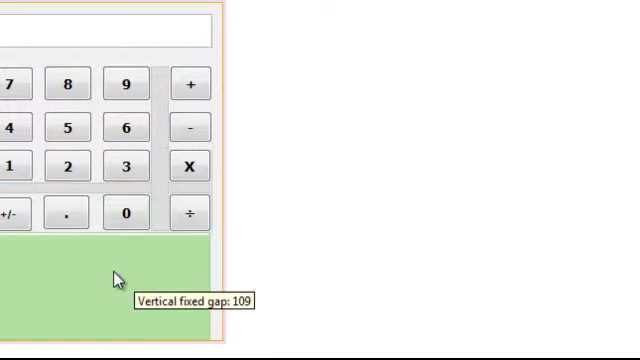 7 8 9 +
4 5 6 -
1 2 3 X
+/- . 0 ÷
Vertical fixed gap: 109